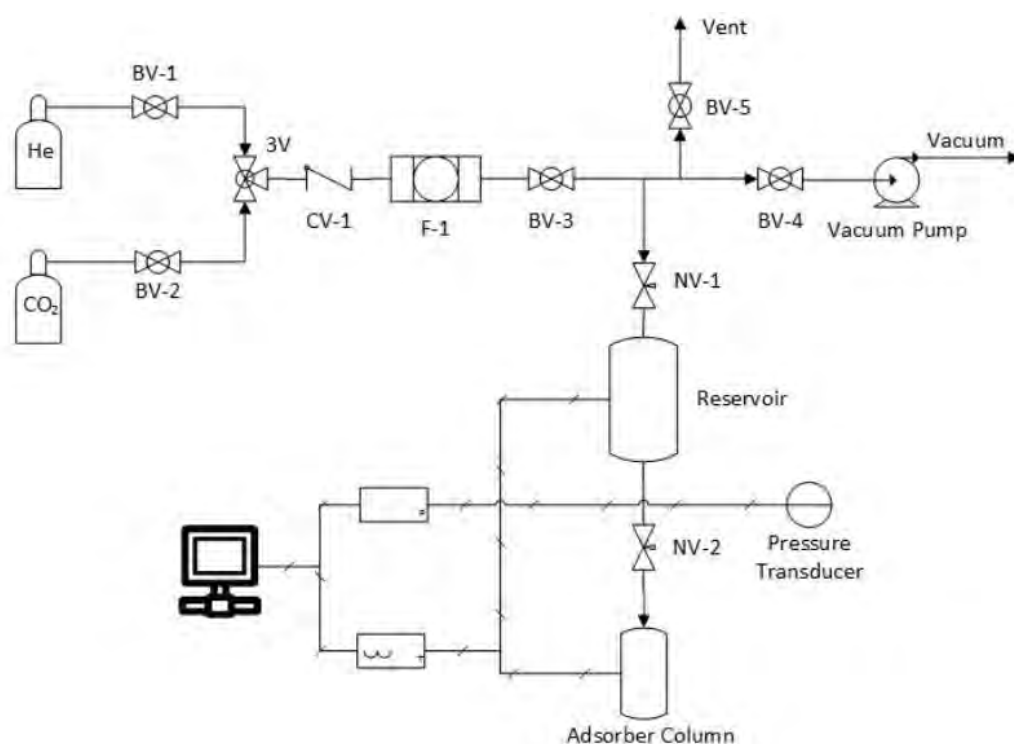 Vent
BV-1
BV-5
Vacuum
He
3V
CV-1
F-1
BV-3
BV-4
Vacuum Pump
BV-2
CO₂
NV-1
Reservoir
NV-2
Pressure
Transducer
Adsorber Column